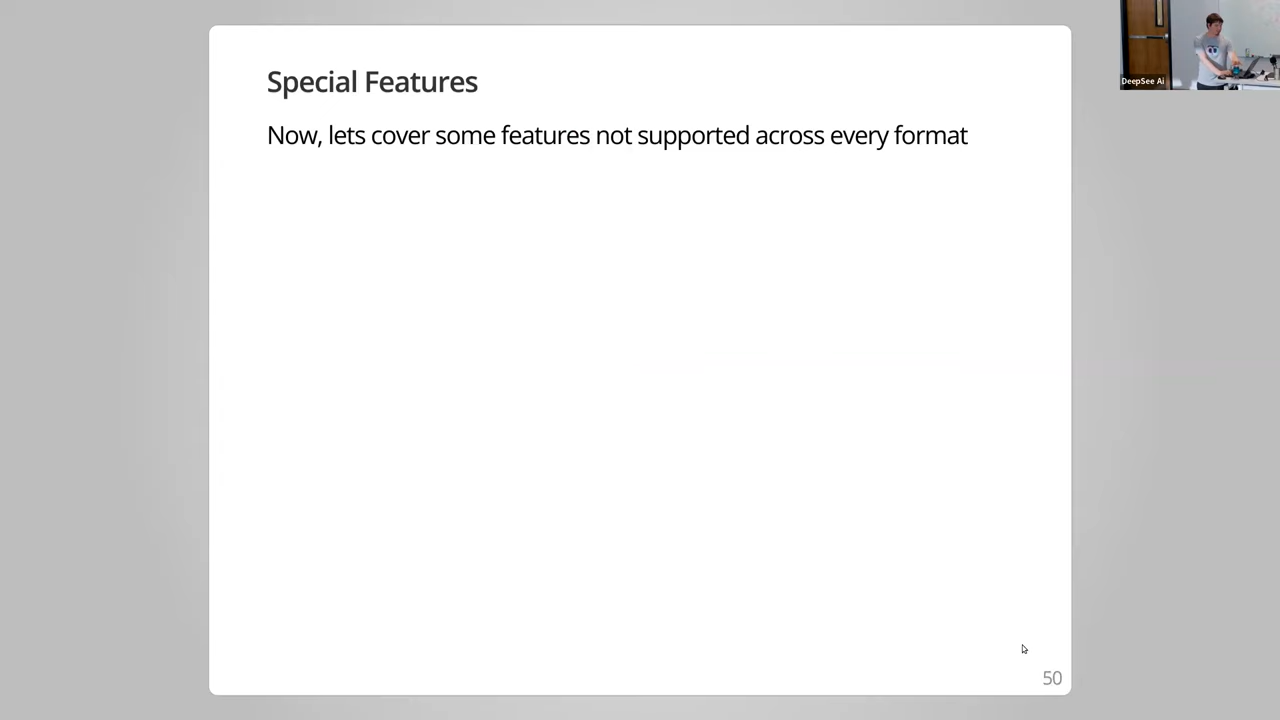 Special Features
Now, lets cover some features not supported across every format
DeepSee Ai
50